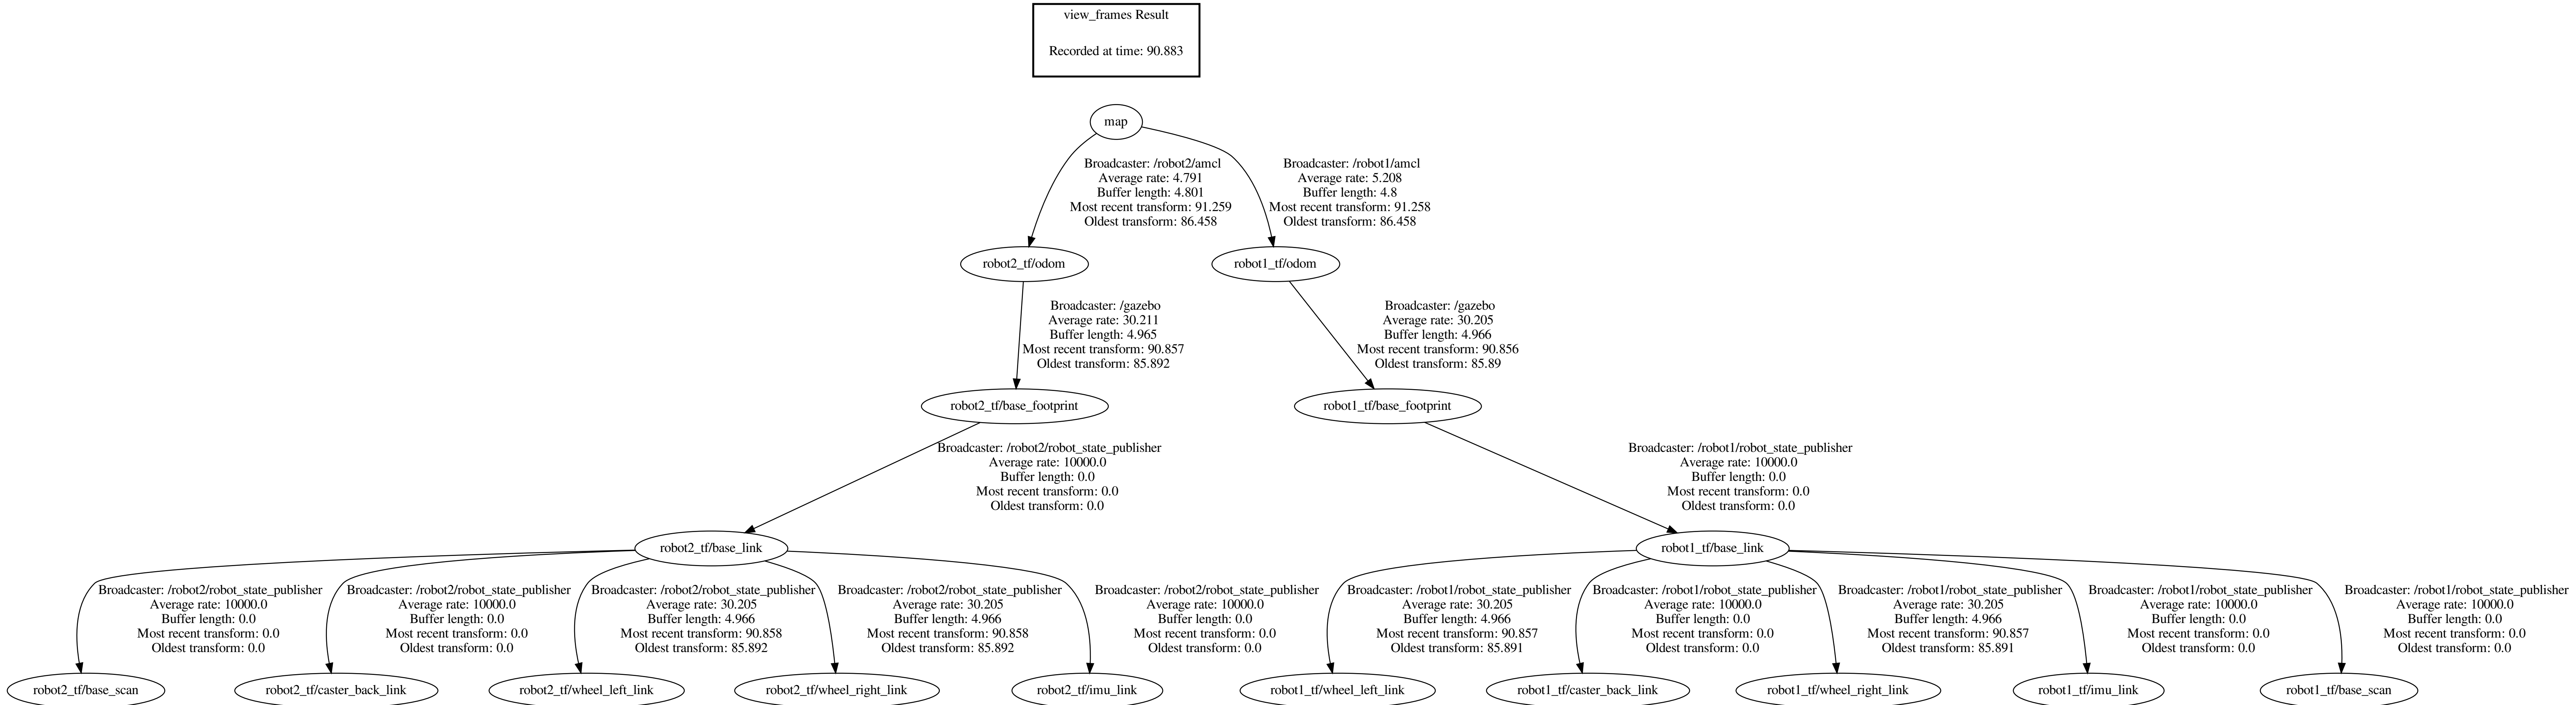 view_frames Result
Recorded at time: 90.883
map
Broadcaster: /robot2/amcl
Average rate: 4.791
Buffer length: 4.801
Most recent transform: 91.259
Oldest transform: 86.458
Broadcaster: /robot1/amcl
Average rate: 5.208
Buffer length: 4.8
Most recent transform: 91.258
Oldest transform: 86.458
robot2_tf/odom
robot1_tf/odom
Broadcaster: /gazebo
Average rate: 30.211
Buffer length: 4.965
Most recent transform: 90.857
Oldest transform: 85.892
Broadcaster: /gazebo
Average rate: 30.205
Buffer length: 4.966
Most recent transform: 90.856
Oldest transform: 85.89
robot2_tf/base_footprint
robot1_tf/base_footprint
Broadcaster: /robot2/robot_state_publisher
Average rate: 10000.0
Buffer length: 0.0
Most recent transform: 0.0
Oldest transform: 0.0
Broadcaster: /robot1/robot_state_publisher
Average rate: 10000.0
Buffer length: 0.0
Most recent transform: 0.0
Oldest transform: 0.0
robot2_tf/base_link
robot1_tf/base_link
Broadcaster: /robot2/robot_state_publisher
Average rate: 10000.0
Buffer length: 0.0
Most recent transform: 0.0
Oldest transform: 0.0
Broadcaster: /robot2/robot_state_publisher
Average rate: 10000.0
Buffer length: 0.0
Most recent transform: 0.0
Oldest transform: 0.0
Broadcaster: /robot2/robot_state_publisher
Average rate: 30.205
Buffer length: 4.966
Most recent transform: 90.858
Oldest transform: 85.892
Broadcaster: /robot2/robot_state_publisher
Average rate: 30.205
Buffer length: 4.966
Most recent transform: 90.858
Oldest transform: 85.892
Broadcaster: /robot2/robot_state_publisher
Average rate: 10000.0
Buffer length: 0.0
Most recent transform: 0.0
Oldest transform: 0.0
Broadcaster: /robot1/robot_state_publisher
Average rate: 30.205
Buffer length: 4.966
Most recent transform: 90.857
Oldest transform: 85.891
Broadcaster: /robot1/robot_state_publisher
Average rate: 10000.0
Buffer length: 0.0
Most recent transform: 0.0
Oldest transform: 0.0
Broadcaster: /robot1/robot_state_publisher
Average rate: 30.205
Buffer length: 4.966
Most recent transform: 90.857
Oldest transform: 85.891
Broadcaster: /robot1/robot_state_publisher
Average rate: 10000.0
Buffer length: 0.0
Most recent transform: 0.0
Oldest transform: 0.0
Broadcaster: /robot1/robot_state_publisher
Average rate: 10000.0
Buffer length: 0.0
Most recent transform: 0.0
Oldest transform: 0.0
robot2_tf/base_scan
robot2_tf/caster_back_link
robot2_tf/wheel_left_link
robot2_tf/wheel_right_link
robot2_tf/imu_link
robot1_tf/wheel_left_link
robot1_tf/caster_back_link
robot1_tf/wheel_right_link
robot1_tf/imu_link
robot1_tf/base_scan